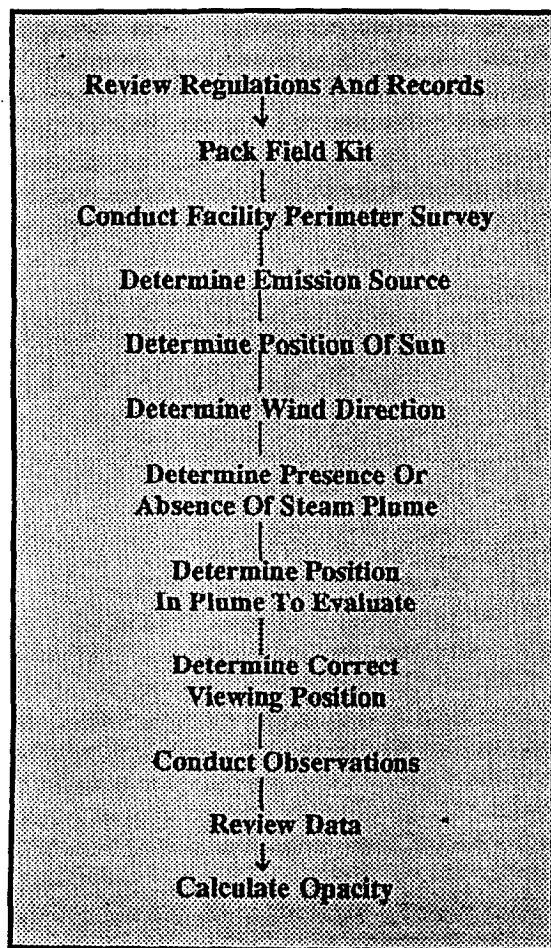 Review Regulations And Records
Pack Field Kit
Conduct Facility Perimeter Survey
Determine Emission Source
Determine Position Of Sun
Determine Wind Direction
Determine Presence Or
Absence Of Steam Plume
Determine Position
In Plume To Evaluate
Determine Correct
Viewing Position
Conduct Observations
Review Data
Calculate Opacity